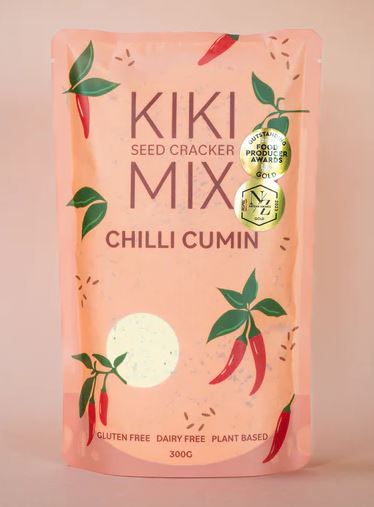 KIKI
SEED CRACKER
MIX
OUTSTANDING
FOOD
PRODUCER
AWARDS
GOLD
NZ
GOLD
CHILLI CUMIN
GLUTEN FREE DAIRY FREE PLANT BASED
300G